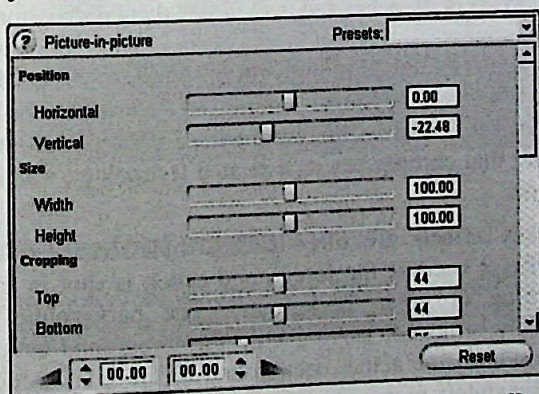 ? Picture-in-picture Presets:
Position
Horizontal 0.00
Vertical -22.48
Size
Width 100.00
Height 100.00
Cropping
Top 44
Bottom 44
00.00 00.00 Reset